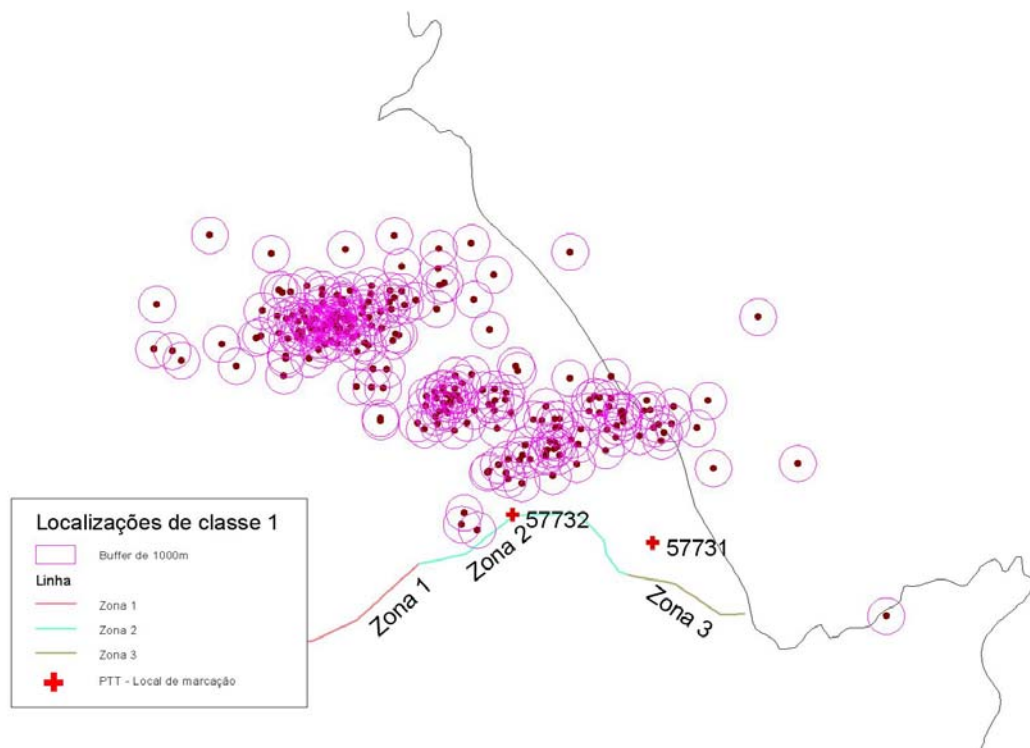 57732
57731
Zona 2
Zona 1
Zona 3
Localizações de classe 1
Buffer de 1000m
Linha
Zona 1
Zona 2
Zona 3
PTT - Local de marcação